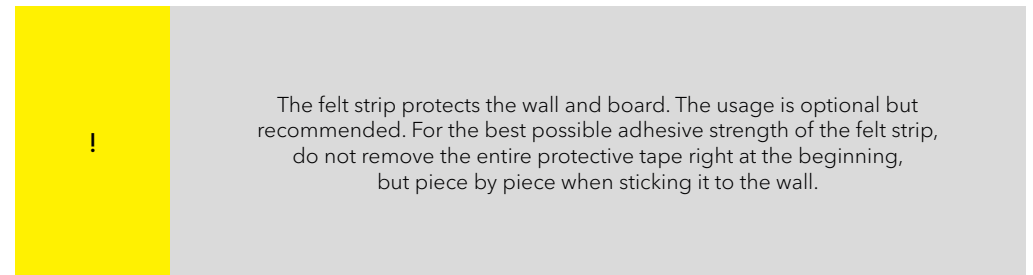 !
The felt strip protects the wall and board. The usage is optional but
recommended. For the best possible adhesive strength of the felt strip,
do not remove the entire protective tape right at the beginning,
but piece by piece when sticking it to the wall.